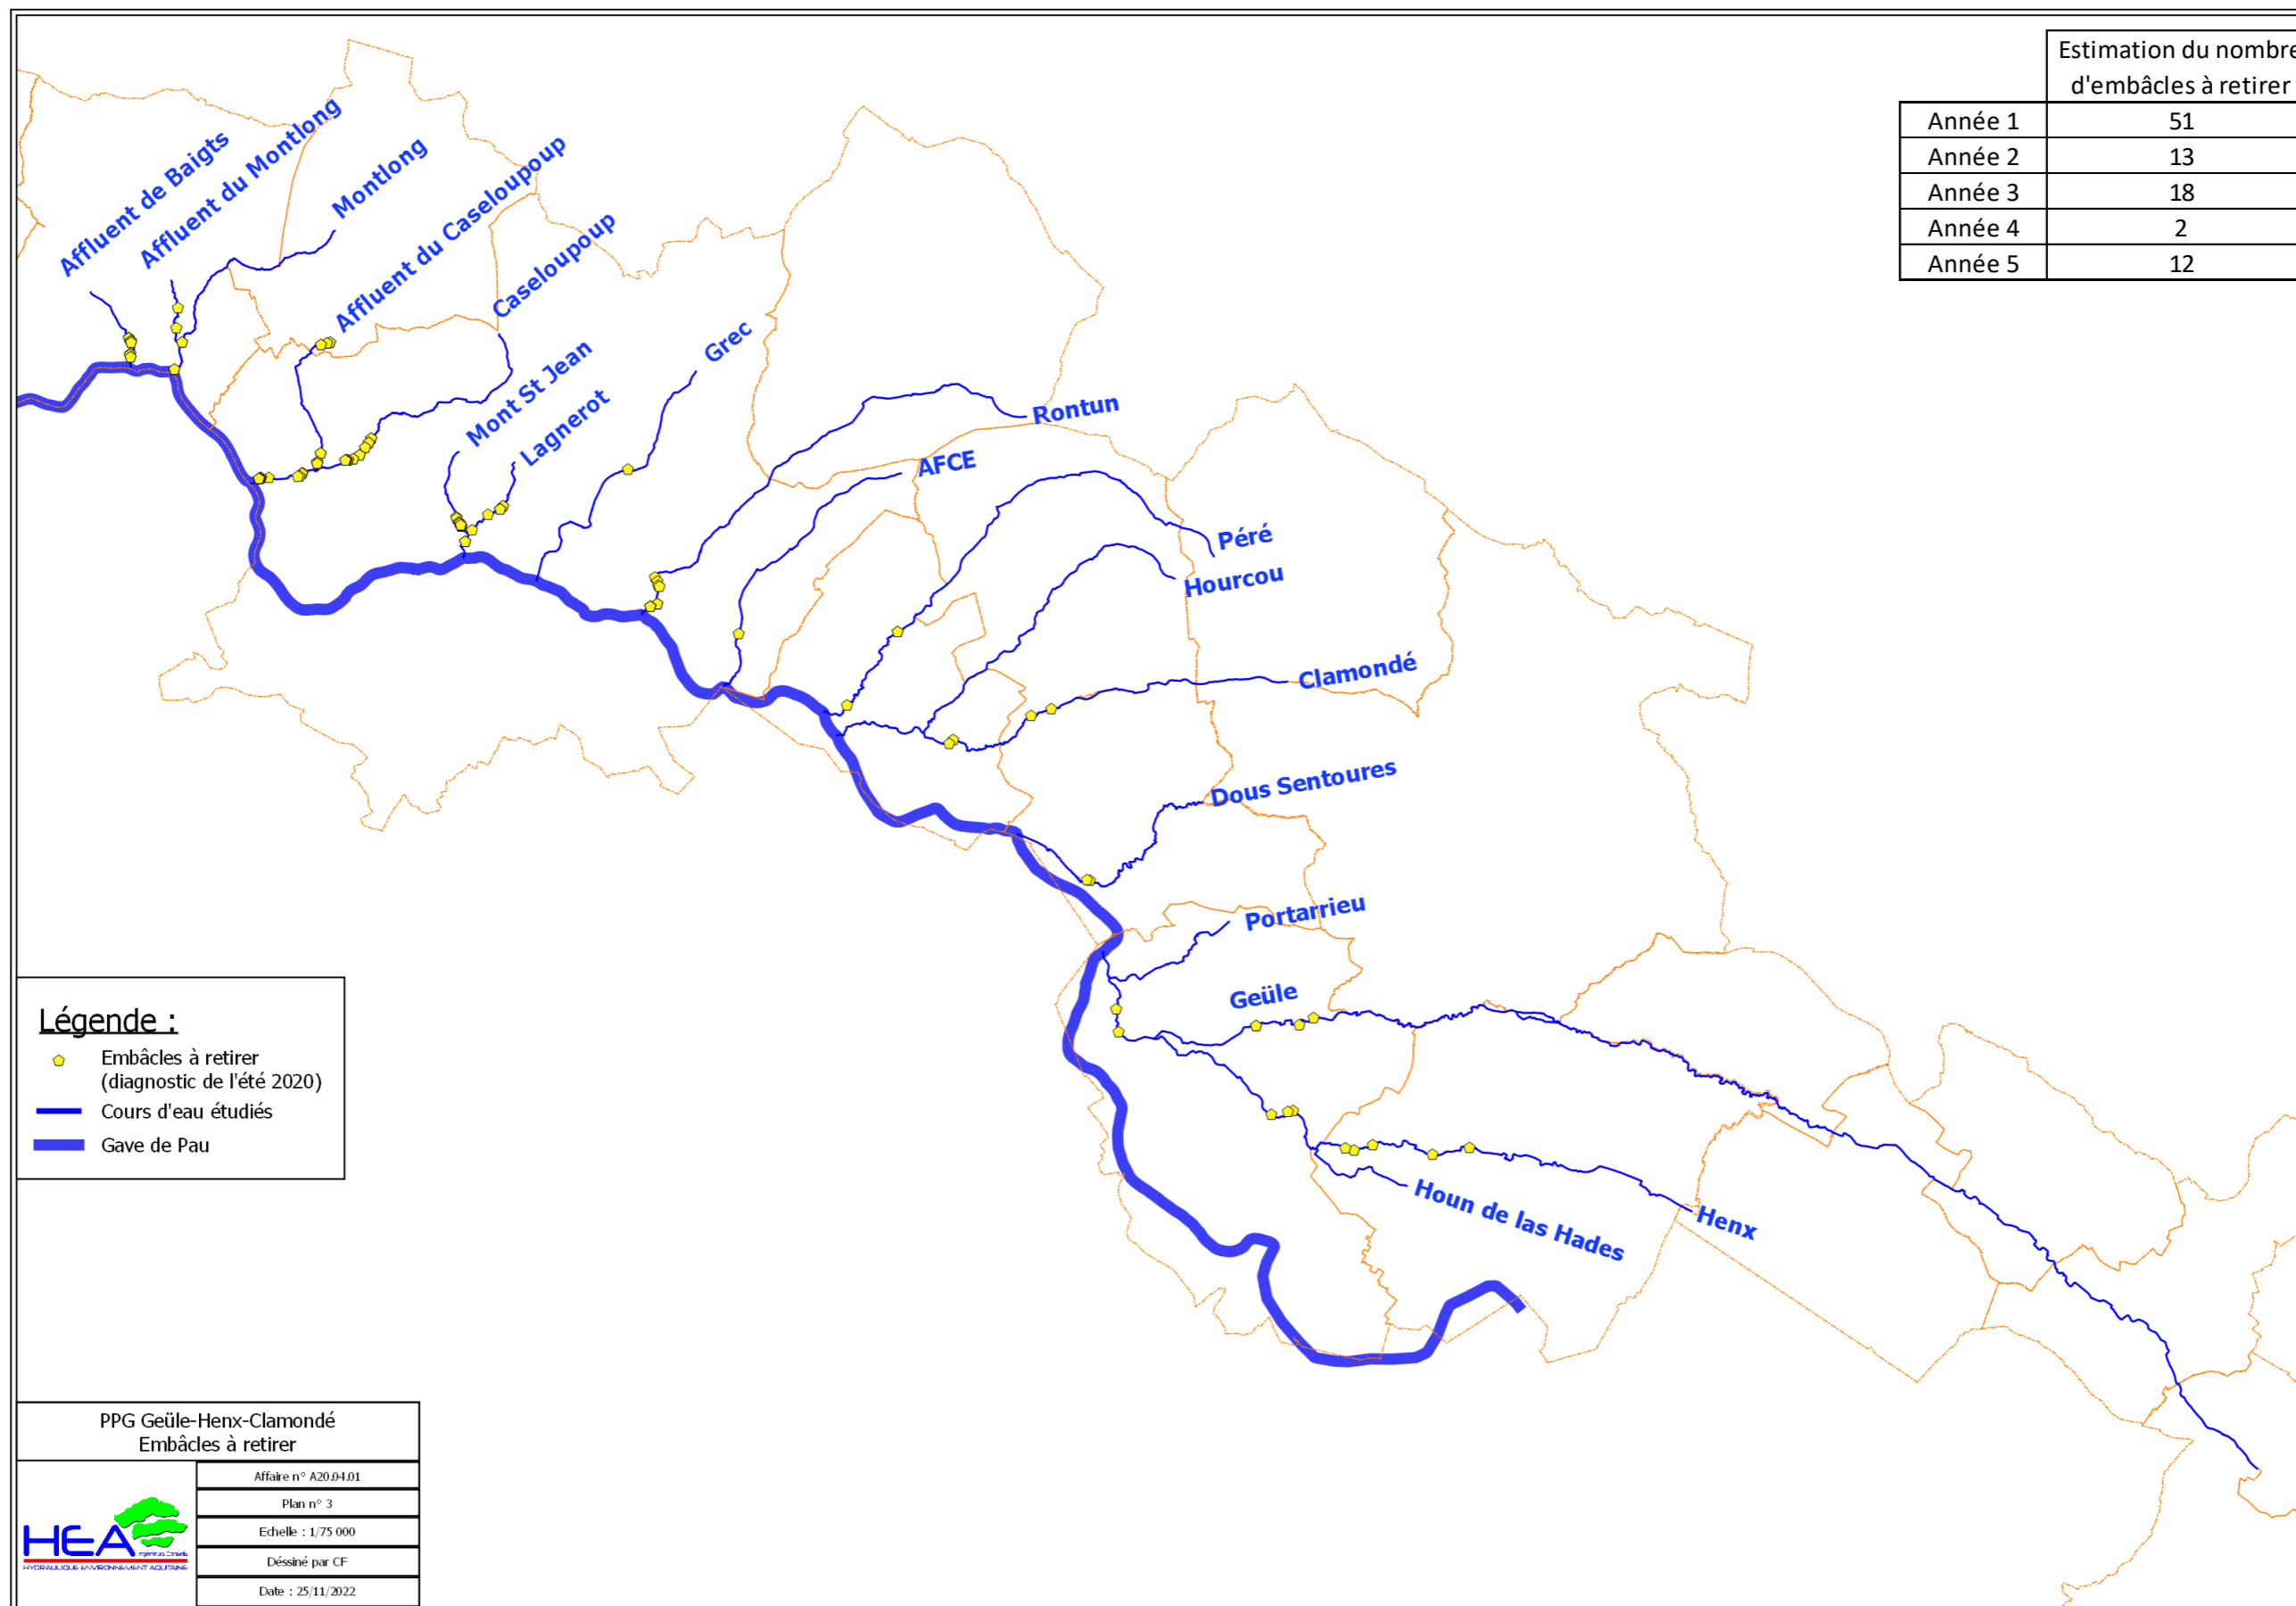 Estimation du nombre
d'embâcles à retirer
Année 1 51
Année 2 13
Année 3 18
Année 4 2
Année 5 12
Affluent de Baigts
Affluent du Montlong
Montlong
Affluent du Caseloupoup
Caseloupoup
Mont St Jean
Lagnerot
Grec
Rontun
AFCE
Péré
Hourcou
Clamondé
Dous Sentoures
Portarrieu
Geüle
Houn de las Hades
Henx
Légende :
Embâcles à retirer
(diagnostic de l'été 2020)
Cours d'eau étudiés
Gave de Pau
PPG Geüle-Henx-Clamondé
Embâcles à retirer
Affaire n° A20.04.01
Plan n° 3
Echelle : 1/75 000
Déssiné par CF
Date : 25/11/2022
HEA
Ingénieurs Conseils
HYDRAULIQUE ENVIRONNEMENT AQUITAINE